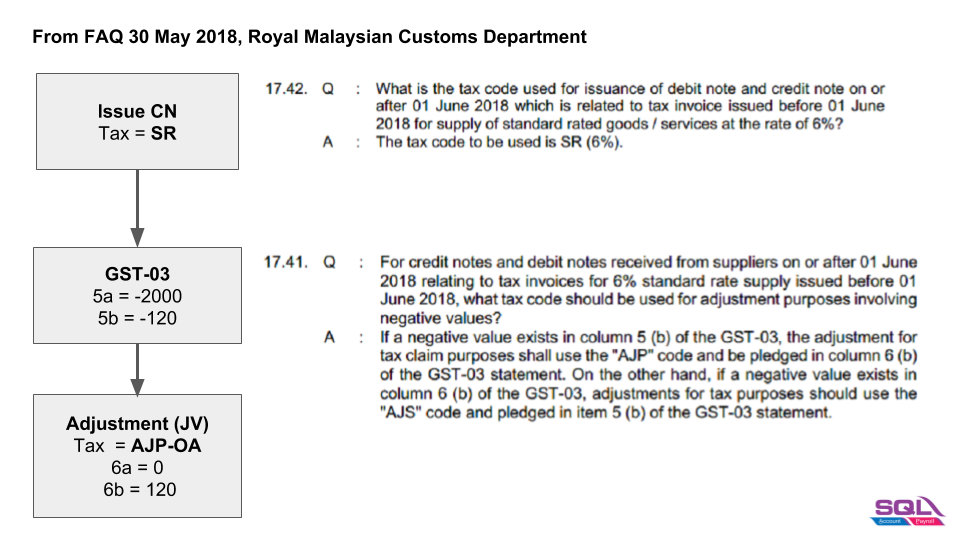 From FAQ 30 May 2018, Royal Malaysian Customs Department
Issue CN
Tax = SR
17.42. Q : What is the tax code used for issuance of debit note and credit note on or
after 01 June 2018 which is related to tax invoice issued before 01 June
2018 for supply of standard rated goods / services at the rate of 6%?
A : The tax code to be used is SR (6%).
GST-03
5a = -2000
5b = -120
17.41. Q : For credit notes and debit notes received from suppliers on or after 01 June
2018 relating to tax invoices for 6% standard rate supply issued before 01
June 2018, what tax code should be used for adjustment purposes involving
negative values?
A : If a negative value exists in column 5 (b) of the GST-03, the adjustment for
tax claim purposes shall use the "AJP" code and be pledged in column 6 (b)
of the GST-03 statement. On the other hand, if a negative value exists in
column 6 (b) of the GST-03, adjustments for tax purposes should use the
"AJS" code and pledged in item 5 (b) of the GST-03 statement.
Adjustment (JV)
Tax = AJP-OA
6a = 0
6b = 120
SQL
Account Payroll